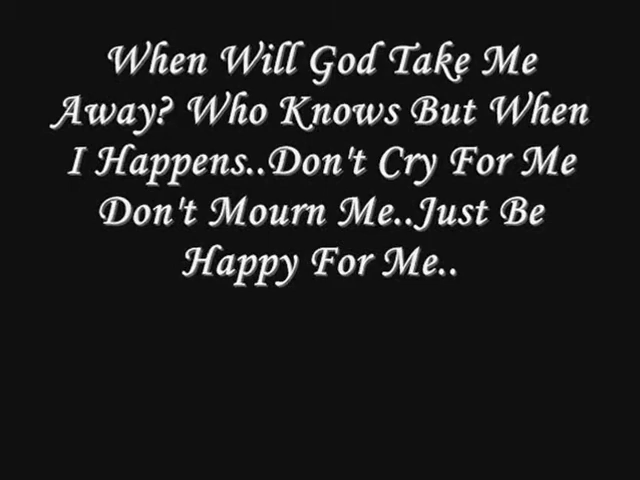 When Will God Take Me
Away? Who Knows But When
I Happens..Don't Cry For Me
Don't Mourn Me..Just Be
Happy For Me..